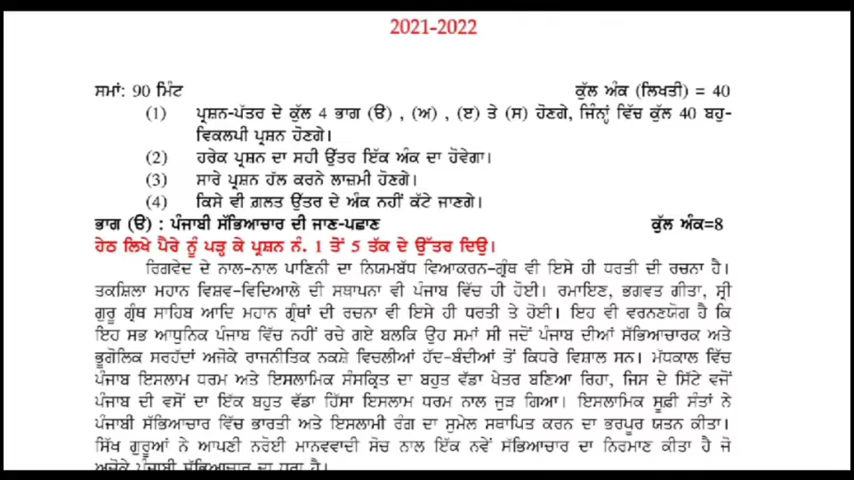 2021-2022
ਸਮਾਂ: 90 ਮਿੰਟ ਕੁੱਲ ਅੰਕ (ਲਿਖਤੀ) = 40
(1) ਪ੍ਰਸ਼ਨ-ਪੱਤਰ ਦੇ ਕੁੱਲ 4 ਭਾਗ (ੳ) , (ਅ) , (ੲ) ਤੇ (ਸ) ਹੋਣਗੇ, ਜਿੰਨ੍ਹਾਂ ਵਿੱਚ ਕੁੱਲ 40 ਬਹੁ-
ਵਿਕਲਪੀ ਪ੍ਰਸ਼ਨ ਹੋਣਗੇ।
(2) ਹਰੇਕ ਪ੍ਰਸ਼ਨ ਦਾ ਸਹੀ ਉੱਤਰ ਇੱਕ ਅੰਕ ਦਾ ਹੋਵੇਗਾ।
(3) ਸਾਰੇ ਪ੍ਰਸ਼ਨ ਹੱਲ ਕਰਨੇ ਲਾਜ਼ਮੀ ਹੋਣਗੇ।
(4) ਕਿਸੇ ਵੀ ਗ਼ਲਤ ਉੱਤਰ ਦੇ ਅੰਕ ਨਹੀਂ ਕੱਟੇ ਜਾਣਗੇ।
ਭਾਗ (ੳ) : ਪੰਜਾਬੀ ਸੱਭਿਆਚਾਰ ਦੀ ਜਾਣ-ਪਛਾਣ ਕੁੱਲ ਅੰਕ=8
ਹੇਠ ਲਿਖੇ ਪੈਰੇ ਨੂੰ ਪੜ੍ਹ ਕੇ ਪ੍ਰਸ਼ਨ ਨੰ. 1 ਤੋਂ 5 ਤੱਕ ਦੇ ਉੱਤਰ ਦਿਉ।
ਰਿਗਵੇਦ ਦੇ ਨਾਲ-ਨਾਲ ਪਾਣਿਨੀ ਦਾ ਨਿਯਮਬੱਧ ਵਿਆਕਰਨ-ਗ੍ਰੰਥ ਵੀ ਇਸੇ ਹੀ ਧਰਤੀ ਦੀ ਰਚਨਾ ਹੈ।
ਤਕਸ਼ਿਲਾ ਮਹਾਨ ਵਿਸ਼ਵ-ਵਿਦਿਆਲੇ ਦੀ ਸਥਾਪਨਾ ਵੀ ਪੰਜਾਬ ਵਿੱਚ ਹੀ ਹੋਈ। ਰਮਾਇਣ, ਭਗਵਤ ਗੀਤਾ, ਸ਼੍ਰੀ
ਗੁਰੂ ਗ੍ਰੰਥ ਸਾਹਿਬ ਆਦਿ ਮਹਾਨ ਗ੍ਰੰਥਾਂ ਦੀ ਰਚਨਾ ਵੀ ਇਸੇ ਹੀ ਧਰਤੀ ਤੇ ਹੋਈ। ਇਹ ਵੀ ਵਰਨਣਯੋਗ ਹੈ ਕਿ
ਇਹ ਸਭ ਆਧੁਨਿਕ ਪੰਜਾਬ ਵਿੱਚ ਨਹੀਂ ਰਚੇ ਗਏ ਬਲਕਿ ਉਹ ਸਮਾਂ ਸੀ ਜਦੋਂ ਪੰਜਾਬ ਦੀਆਂ ਸੱਭਿਆਚਾਰਕ ਅਤੇ
ਭੂਗੋਲਿਕ ਸਰਹੱਦਾਂ ਅਜੋਕੇ ਰਾਜਨੀਤਿਕ ਨਕਸ਼ੇ ਵਿਚਲੀਆਂ ਹੱਦ-ਬੰਦੀਆਂ ਤੋਂ ਕਿਧਰੇ ਵਿਸ਼ਾਲ ਸਨ। ਮੱਧਕਾਲ ਵਿੱਚ
ਪੰਜਾਬ ਇਸਲਾਮ ਧਰਮ ਅਤੇ ਇਸਲਾਮਿਕ ਸੰਸਕ੍ਰਿਤ ਦਾ ਬਹੁਤ ਵੱਡਾ ਖੇਤਰ ਬਣਿਆ ਰਿਹਾ, ਜਿਸ ਦੇ ਸਿੱਟੇ ਵਜੋਂ
ਪੰਜਾਬ ਦੀ ਵਸੋਂ ਦਾ ਇੱਕ ਬਹੁਤ ਵੱਡਾ ਹਿੱਸਾ ਇਸਲਾਮ ਧਰਮ ਨਾਲ ਜੁੜ ਗਿਆ। ਇਸਲਾਮਿਕ ਸੂਫ਼ੀ ਸੰਤਾਂ ਨੇ
ਪੰਜਾਬੀ ਸੱਭਿਆਚਾਰ ਵਿੱਚ ਭਾਰਤੀ ਅਤੇ ਇਸਲਾਮੀ ਰੰਗ ਦਾ ਸੁਮੇਲ ਸਥਾਪਿਤ ਕਰਨ ਦਾ ਭਰਪੂਰ ਯਤਨ ਕੀਤਾ।
ਸਿੱਖ ਗੁਰੂਆਂ ਨੇ ਆਪਣੀ ਨਰੋਈ ਮਾਨਵਵਾਦੀ ਸੋਚ ਨਾਲ ਇੱਕ ਨਵੇਂ ਸੱਭਿਆਚਾਰ ਦਾ ਨਿਰਮਾਣ ਕੀਤਾ ਹੈ ਜੋ
ਅਜੋਕੇ ਪੰਜਾਬੀ ਸੱਭਿਆਚਾਰ ਦਾ ਧੁਰਾ ਹੈ।